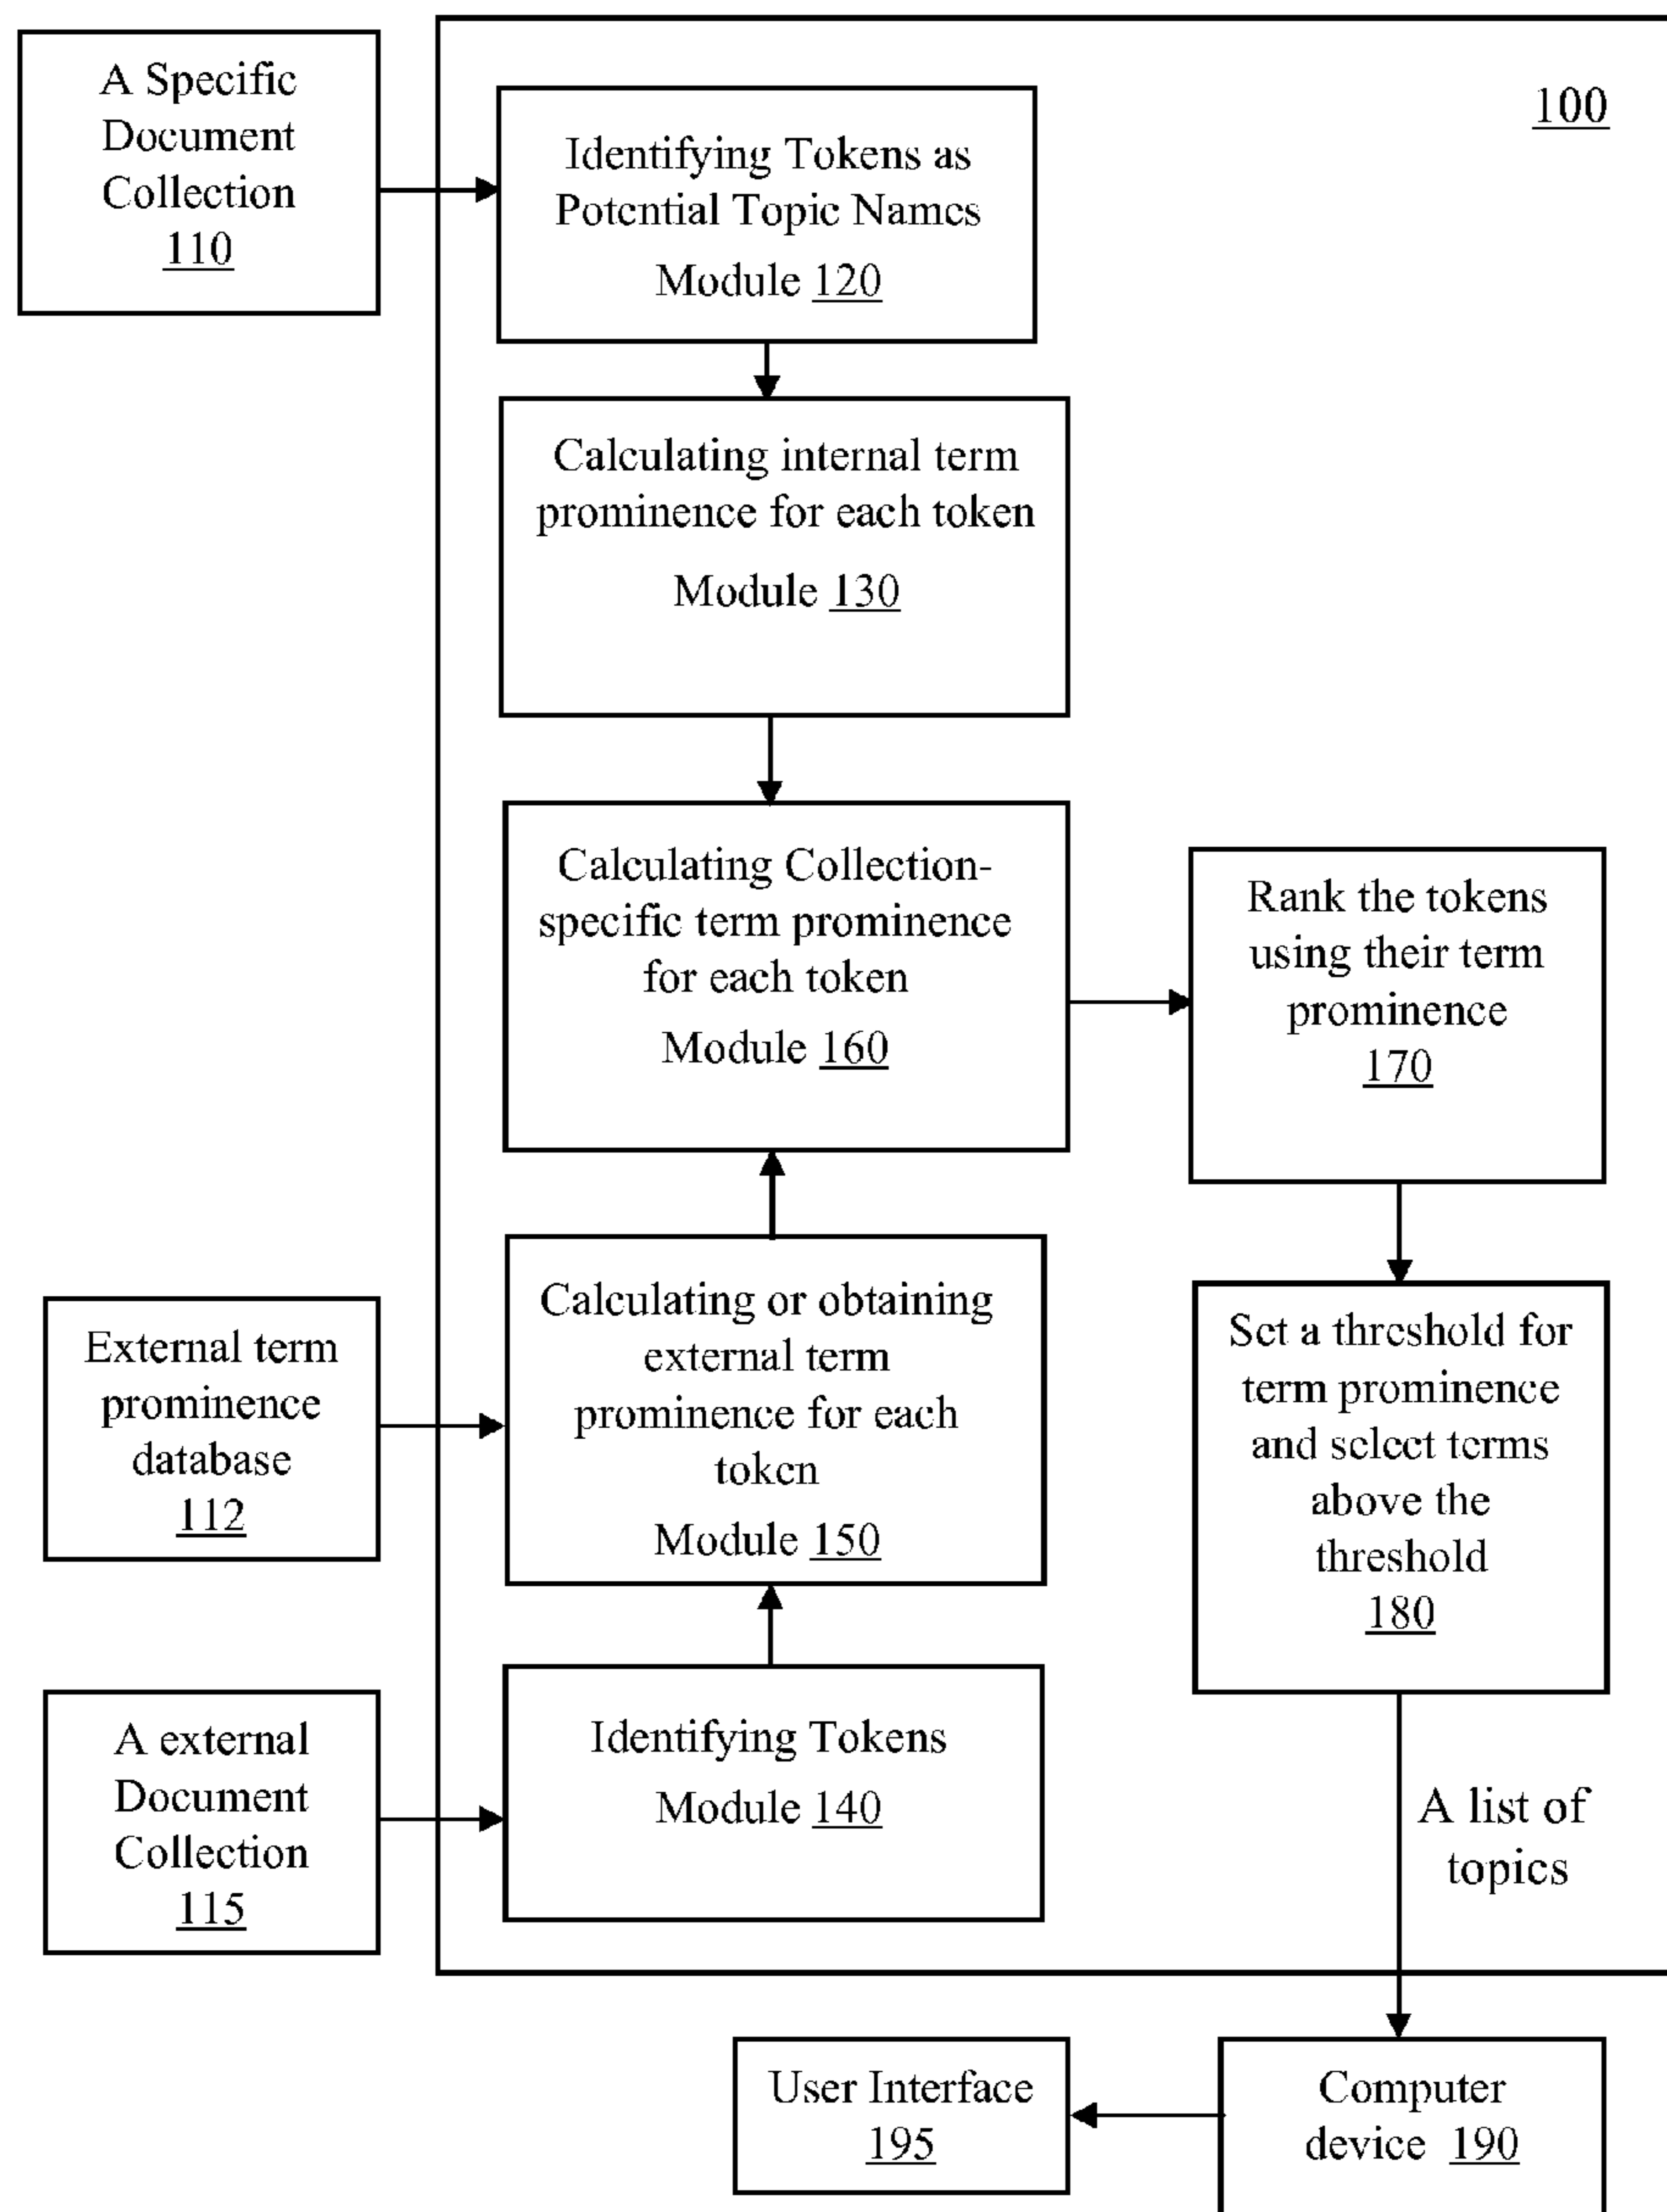 A Specific
Document
Collection
110
100
Identifying Tokens as
Potential Topic Names
Module 120
Calculating internal term
prominence for each token
Module 130
Calculating Collection-
specific term prominence
for each token
Module 160
Rank the tokens
using their term
prominence
170
External term
prominence
database
112
Calculating or obtaining
external term
prominence for each
token
Module 150
Set a threshold for
term prominence
and select terms
above the
threshold
180
A external
Document
Collection
115
Identifying Tokens
Module 140
A list of
topics
User Interface
195
Computer
device 190